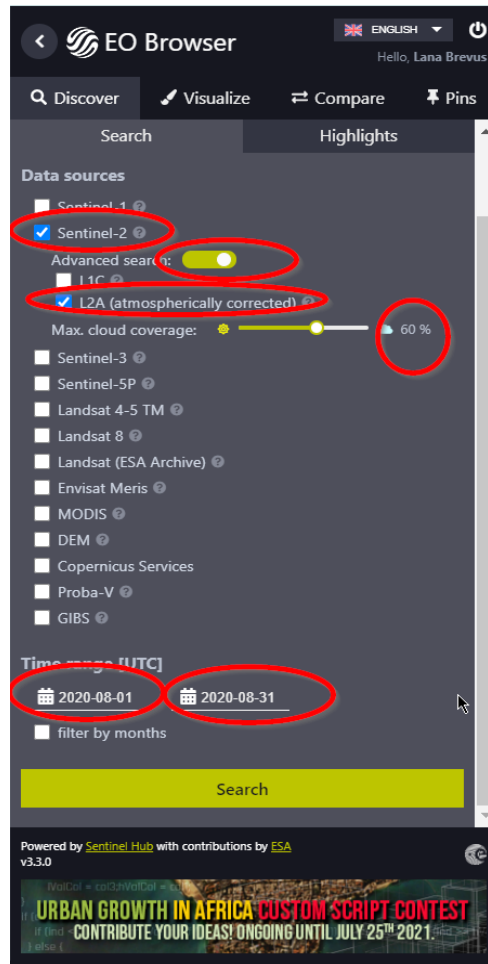 EO Browser
ENGLISH
Hello, Lana Brevus
Discover
Visualize
Compare
Pins
Search
Highlights
Data sources
Sentinel-1
Sentinel-2
Advanced search:
L1C
L2A (atmospherically corrected)
Max. cloud coverage: 60 %
Sentinel-3
Sentinel-5P
Landsat 4-5 TM
Landsat 8
Landsat (ESA Archive)
Envisat Meris
MODIS
DEM
Copernicus Services
Proba-V
GIBS
Time range [UTC]
2020-08-01
2020-08-31
filter by months
Search
Powered by Sentinel Hub with contributions by ESA
v3.3.0
URBAN GROWTH IN AFRICA CUSTOM SCRIPT CONTEST
CONTRIBUTE YOUR IDEAS! ONGOING UNTIL JULY 25TH 2021.